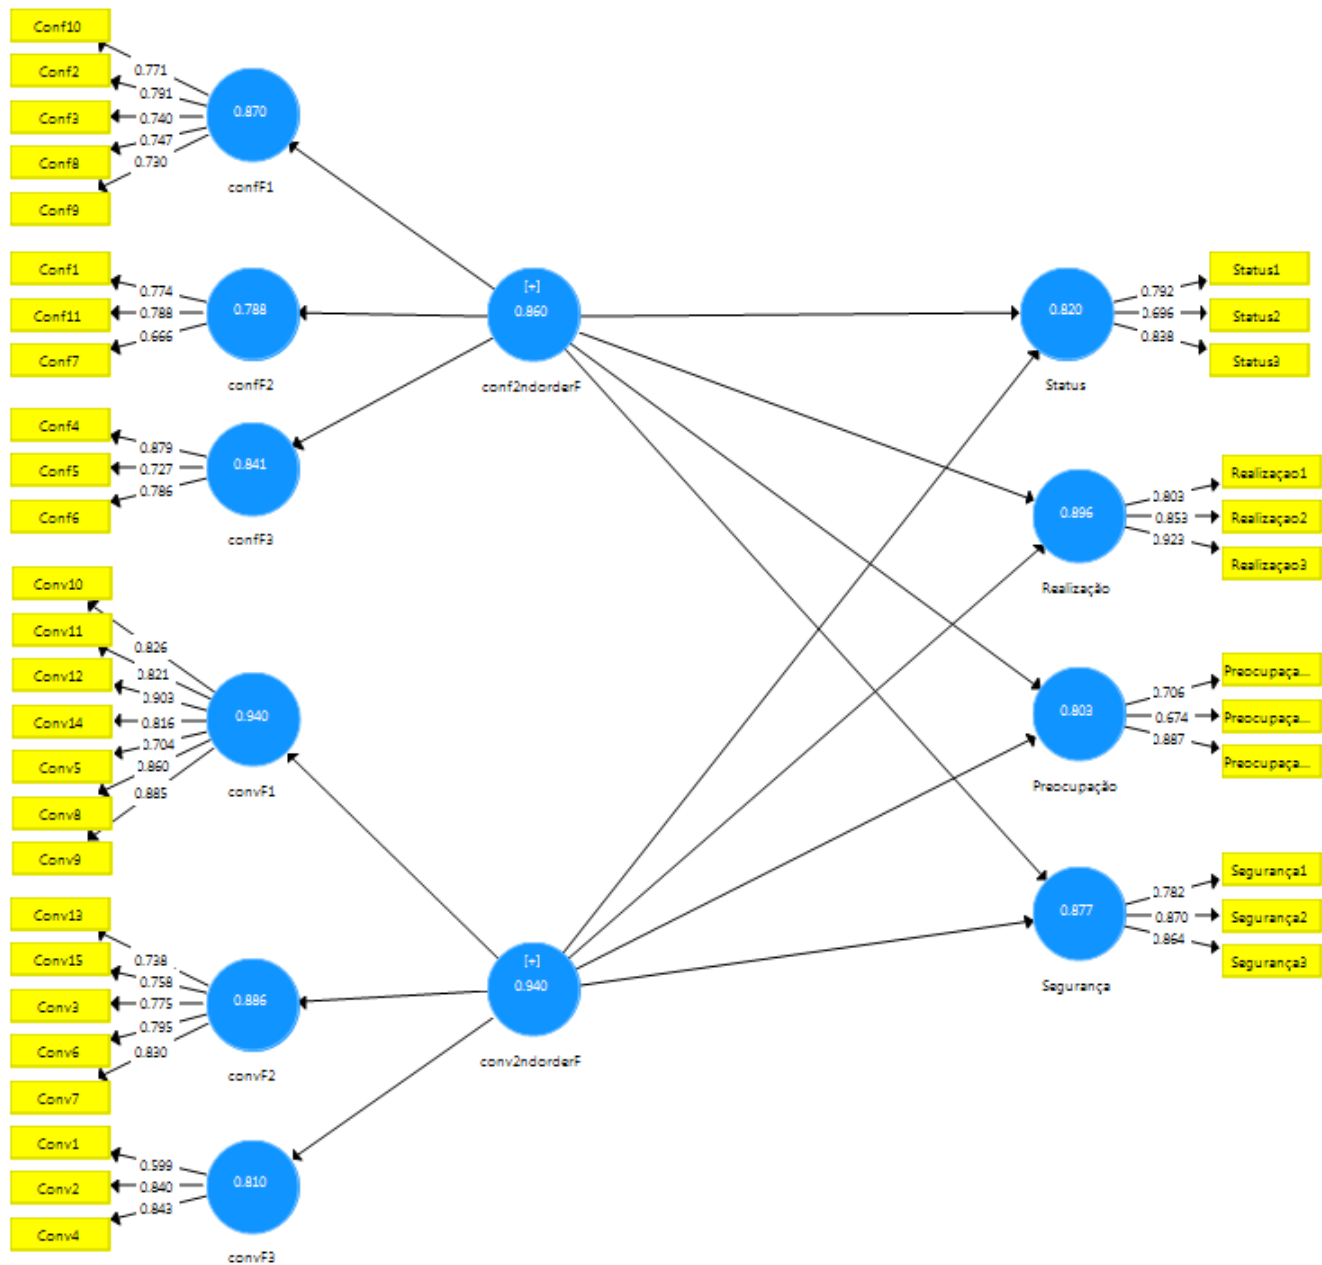 Conf10
Conf2
Conf3
Conf8
Conf9
0.771
0.791
0.740
0.747
0.730
0.870
confF1
Conf1
Conf11
Conf7
0.774
0.788
0.666
0.788
confF2
Conf4
Conf5
Conf6
0.879
0.727
0.786
0.841
confF3
[+]
0.860
conf2ndorderF
Conv10
Conv11
Conv12
Conv14
Conv5
Conv8
Conv9
0.826
0.821
0.903
0.816
0.704
0.860
0.885
0.940
convF1
Conv13
Conv15
Conv3
Conv6
Conv7
0.738
0.758
0.775
0.795
0.830
0.886
convF2
Conv1
Conv2
Conv4
0.599
0.840
0.843
0.810
convF3
[+]
0.940
conv2ndorderF
0.820
Status
0.792
0.696
0.838
Status1
Status2
Status3
0.896
Realização
0.803
0.853
0.923
Realizaçao1
Realizaçao2
Realizaçao3
0.803
Preocupação
0.706
0.674
0.887
Preocupaça...
Preocupaça...
Preocupaça...
0.877
Segurança
0.782
0.870
0.864
Segurança1
Segurança2
Segurança3